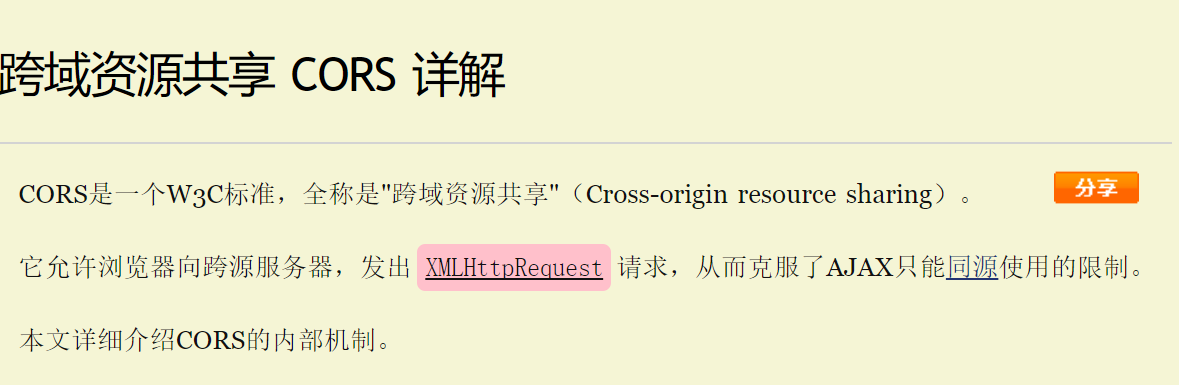 跨域资源共享 CORS 详解
CORS是一个W3C标准，全称是"跨域资源共享"（Cross-origin resource sharing）。
分享
它允许浏览器向跨源服务器，发出 XMLHttpRequest 请求，从而克服了AJAX只能同源使用的限制。
本文详细介绍CORS的内部机制。